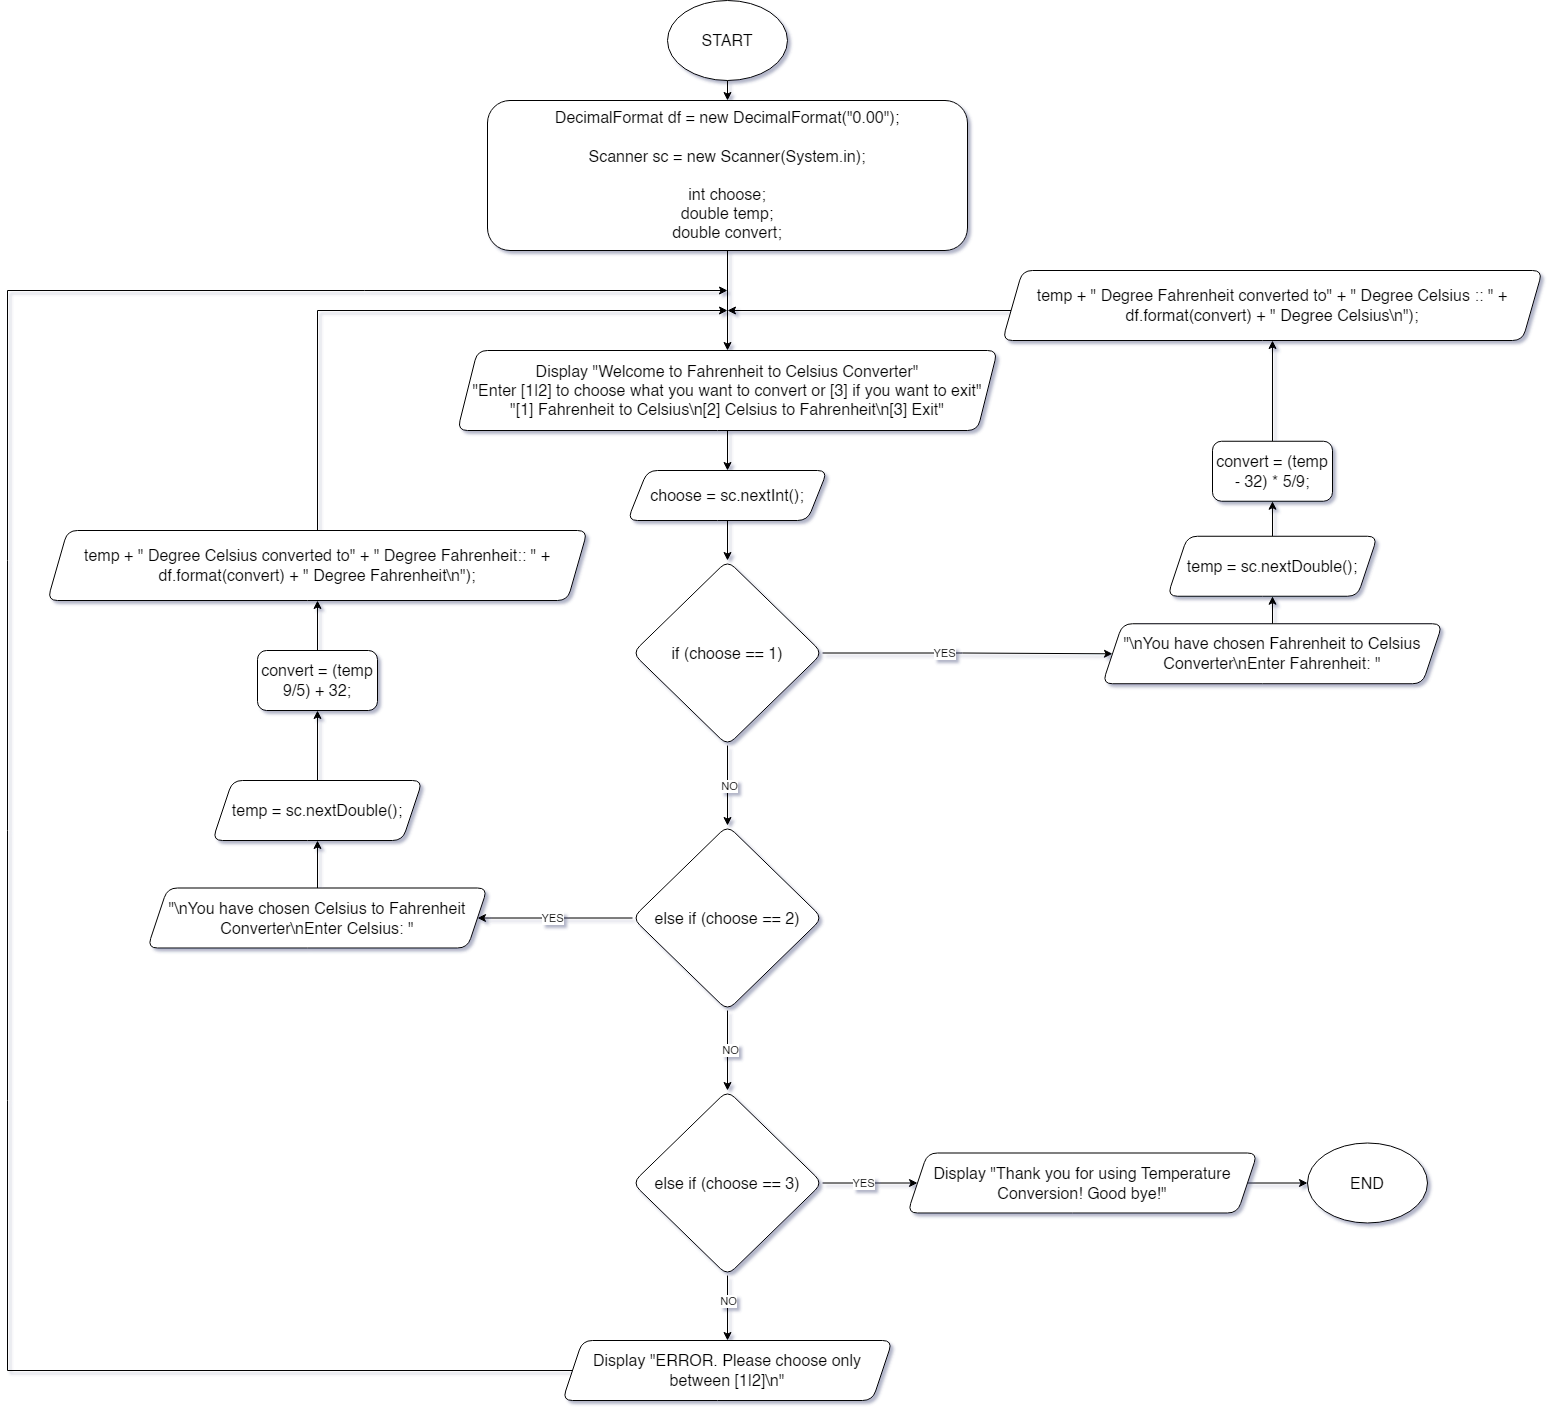 START
DecimalFormat df = new DecimalFormat("0.00");
Scanner sc = new Scanner(System.in);
int choose;
double temp;
double convert;
temp + " Degree Fahrenheit converted to" + " Degree Celsius :: " +
df.format(convert) + " Degree Celsius\n");
Display "Welcome to Fahrenheit to Celsius Converter"
"Enter [1|2] to choose what you want to convert or [3] if you want to exit"
"[1] Fahrenheit to Celsius\n[2] Celsius to Fahrenheit\n[3] Exit"
convert = (temp
- 32) * 5/9;
choose = sc.nextInt();
temp + " Degree Celsius converted to" + " Degree Fahrenheit:: " +
df.format(convert) + " Degree Fahrenheit\n");
temp = sc.nextDouble();
if (choose == 1)
YES
"\nYou have chosen Fahrenheit to Celsius
Converter\nEnter Fahrenheit: "
convert = (temp
9/5) + 32;
NO
temp = sc.nextDouble();
"\nYou have chosen Celsius to Fahrenheit
Converter\nEnter Celsius: "
YES
else if (choose == 2)
NO
else if (choose == 3)
YES
Display "Thank you for using Temperature
Conversion! Good bye!"
END
NO
Display "ERROR. Please choose only
between [1|2]\n"